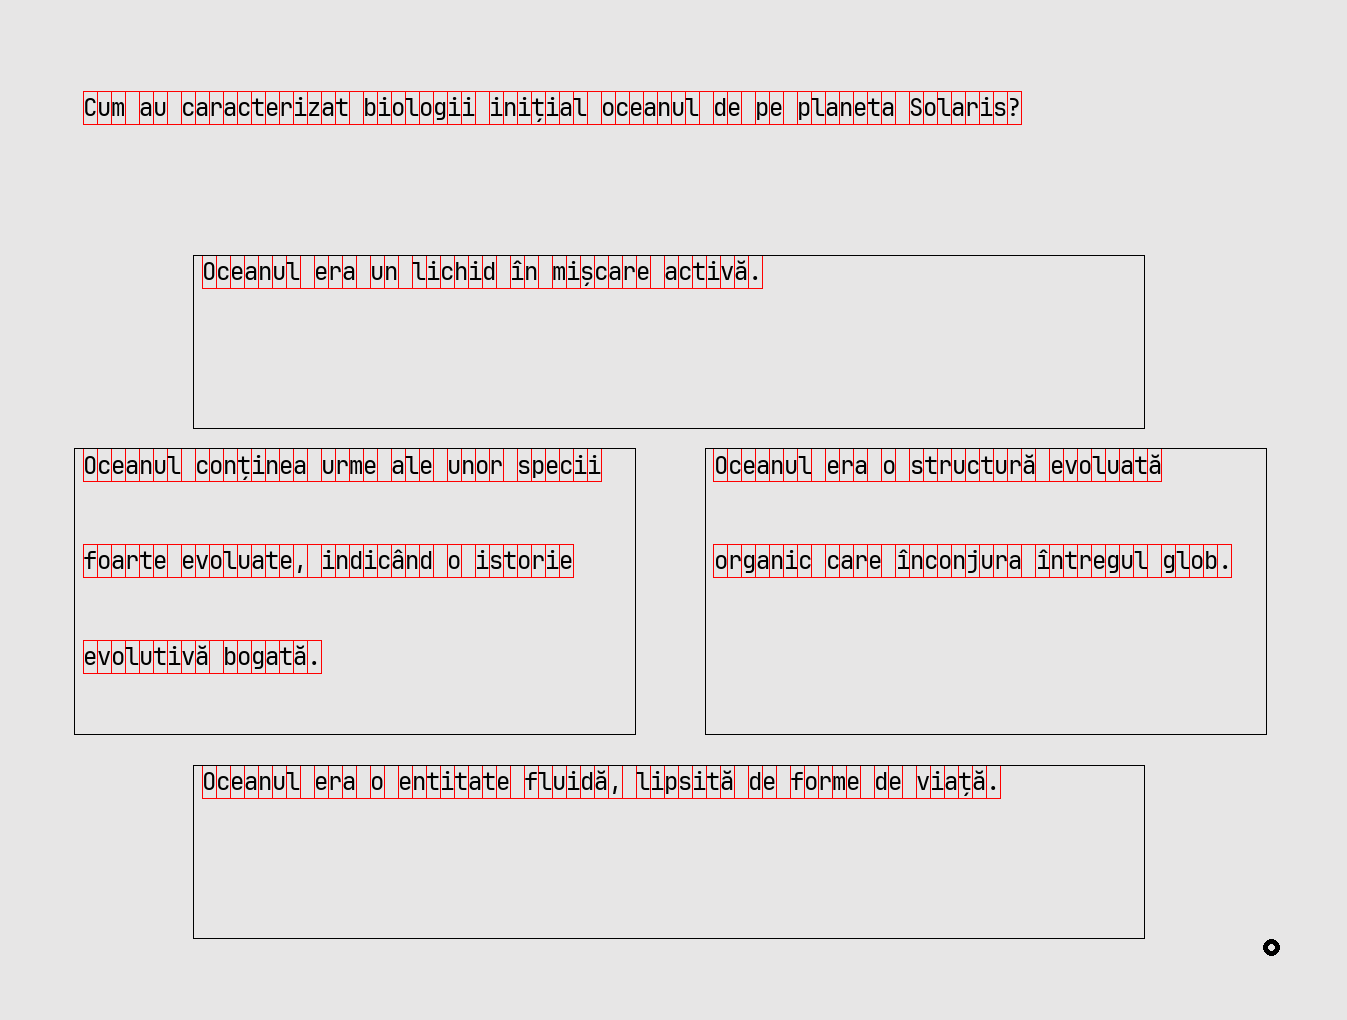 Cum au caracterizat biologii inițial oceanul de pe planeta Solaris?
Oceanul era un lichid în mișcare activă.
Oceanul conținea urme ale unor specii
foarte evoluate, indicând o istorie
evolutivă bogată.
Oceanul era o structură evoluată
organic care înconjura întregul glob.
Oceanul era o entitate fluidă, lipsită de forme de viață.